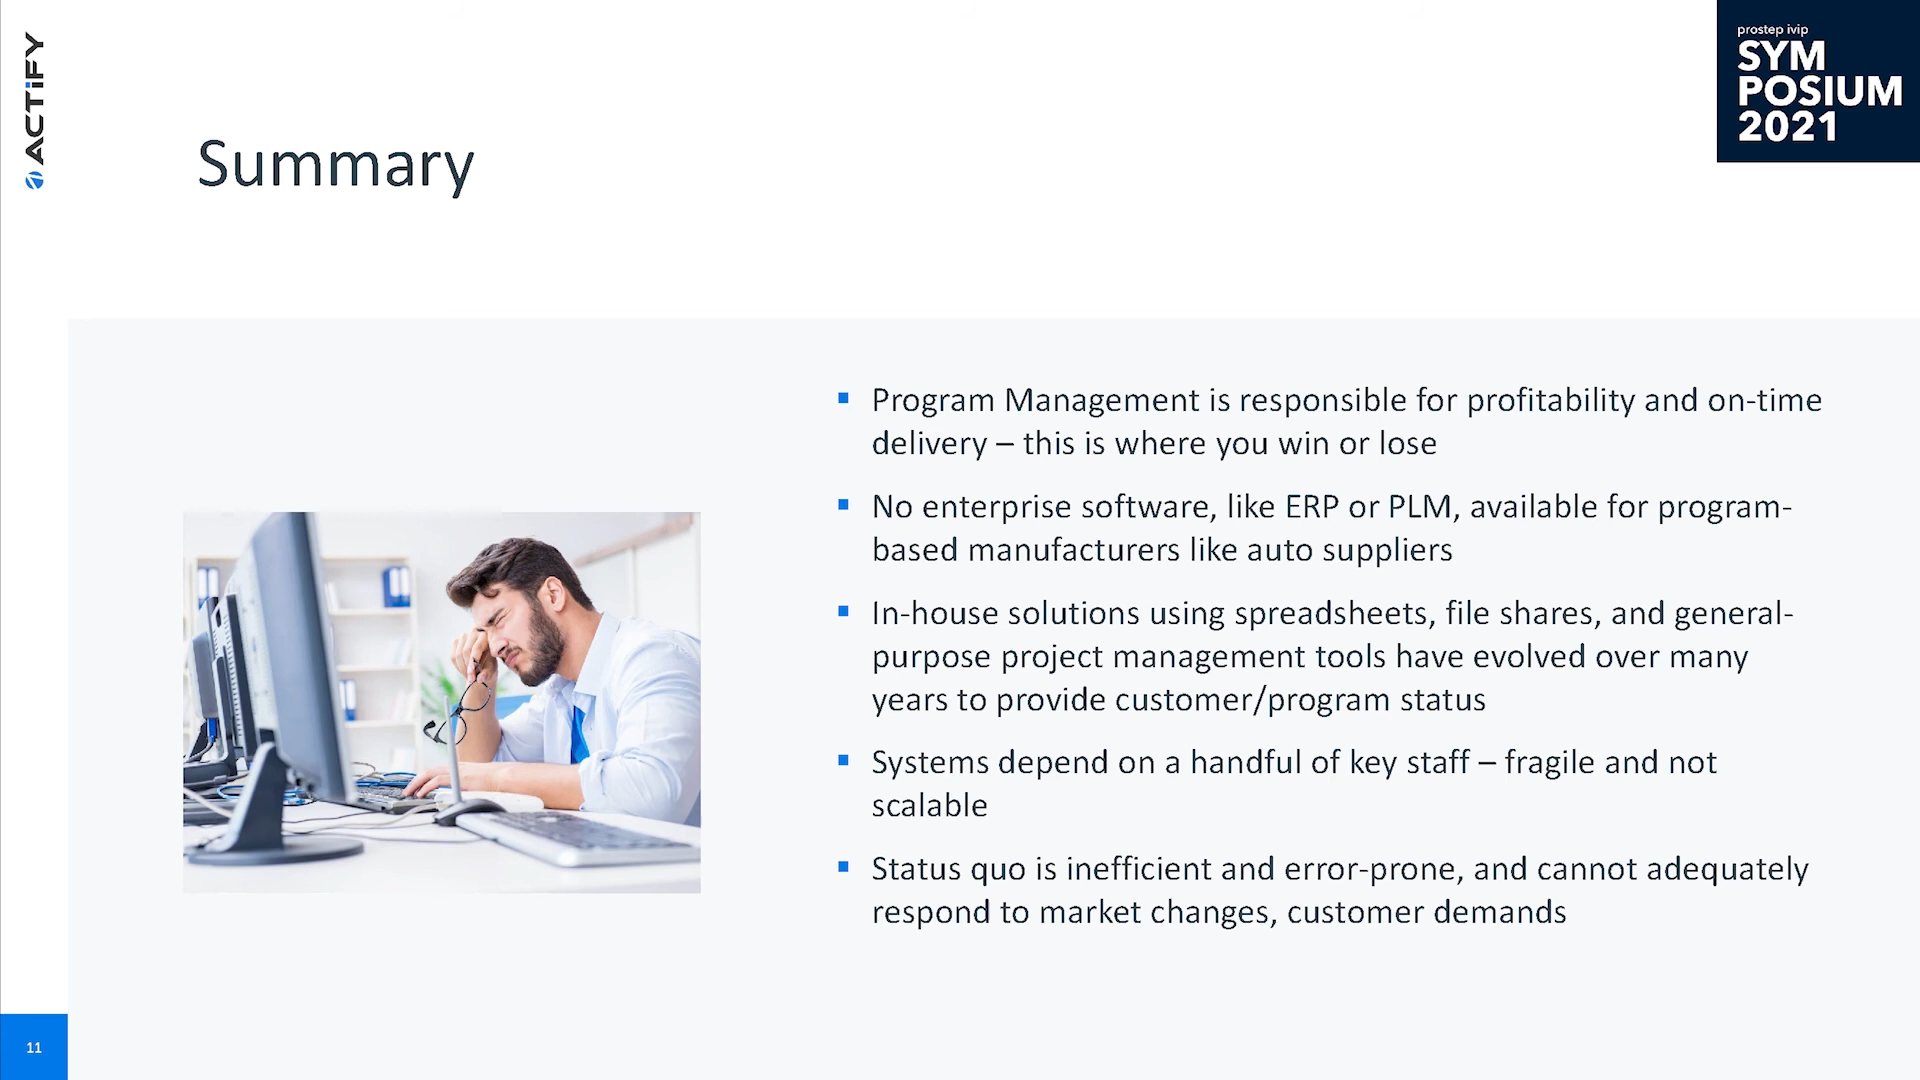 ACTiFY
prostep ivip
SYM
POSIUM
2021
Summary
▪ Program Management is responsible for profitability and on-time
delivery – this is where you win or lose
▪ No enterprise software, like ERP or PLM, available for program-
based manufacturers like auto suppliers
▪ In-house solutions using spreadsheets, file shares, and general-
purpose project management tools have evolved over many
years to provide customer/program status
▪ Systems depend on a handful of key staff – fragile and not
scalable
▪ Status quo is inefficient and error-prone, and cannot adequately
respond to market changes, customer demands
11